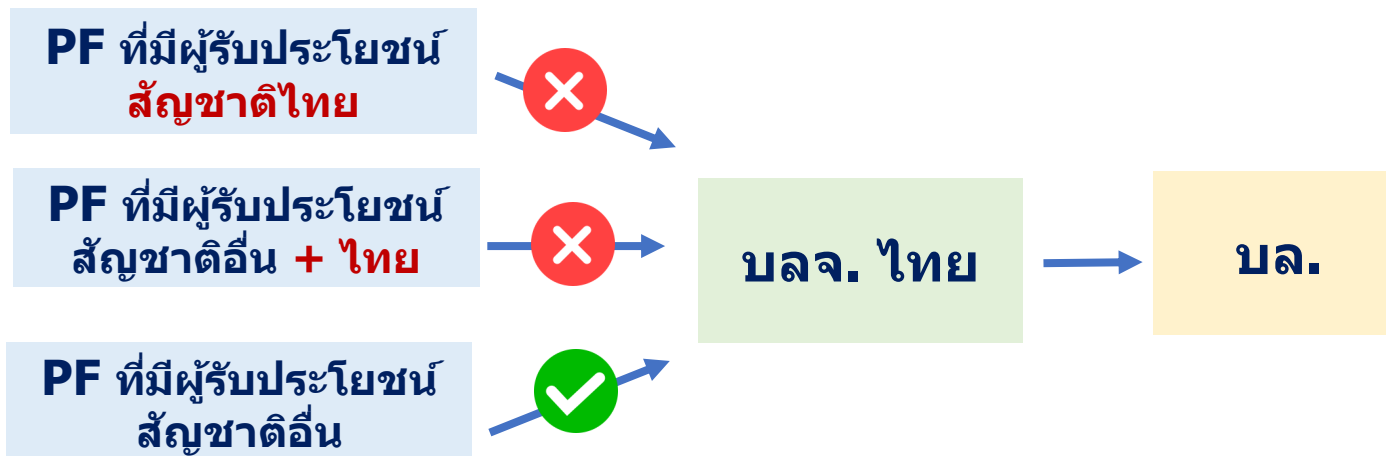 PF ที่มีผู้รับประโยชน์
สัญชาติไทย
PF ที่มีผู้รับประโยชน์
สัญชาติอื่น + ไทย
PF ที่มีผู้รับประโยชน์
สัญชาติอื่น
บลจ. ไทย
บล.